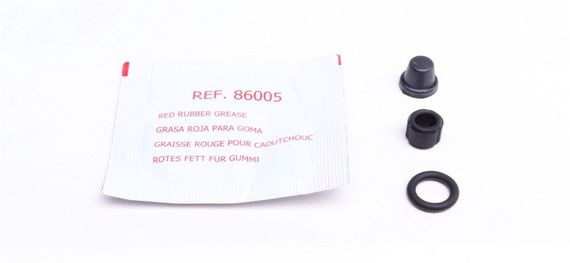 REF. 86005
RED RUBBER GREASE
GRASA ROJA PARA GOMA
GRAISSE ROUGE POUR CAOUTCHOUC
ROTES FETT FÜR GUMMI